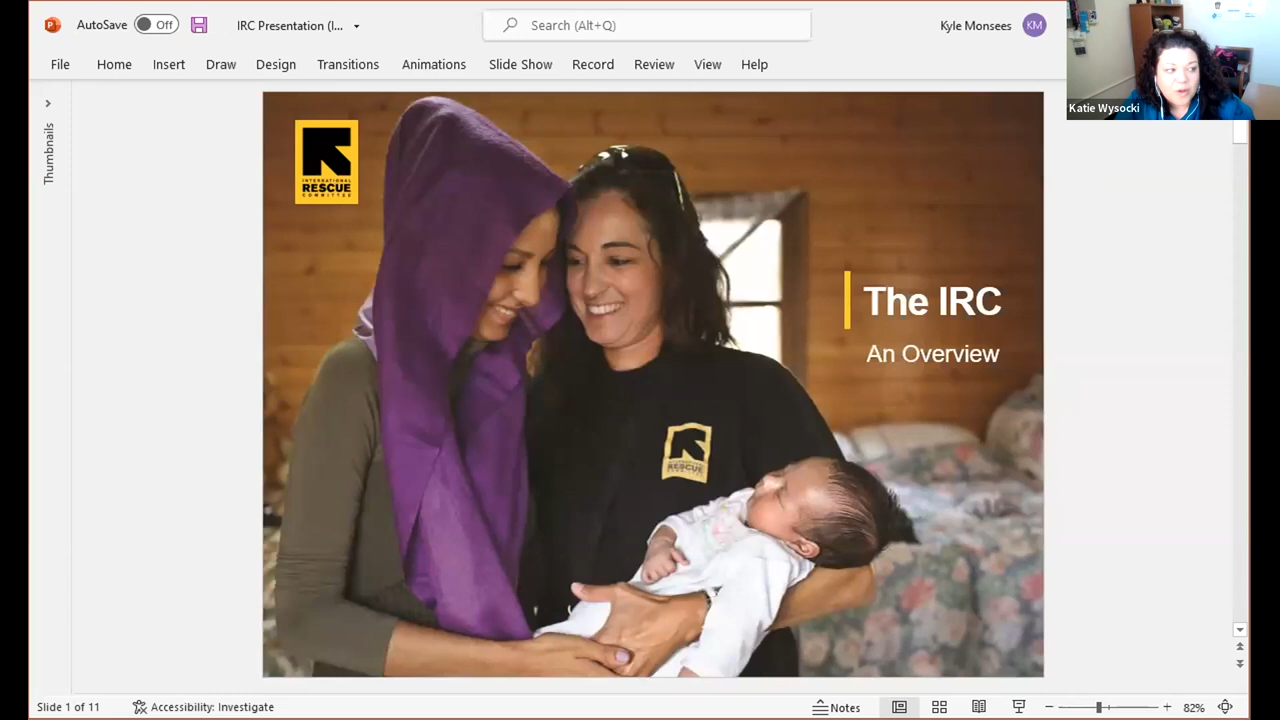 AutoSave Off IRC Presentation (I... Search (Alt+Q) Kyle Monsees KM
File Home Insert Draw Design Transitions Animations Slide Show Record Review View Help
Katie Wysocki
Thumbnails
INTERNATIONAL
RESCUE
COMMITTEE
The IRC
An Overview
RESCUE
Slide 1 of 11 Accessibility: Investigate Notes 82%